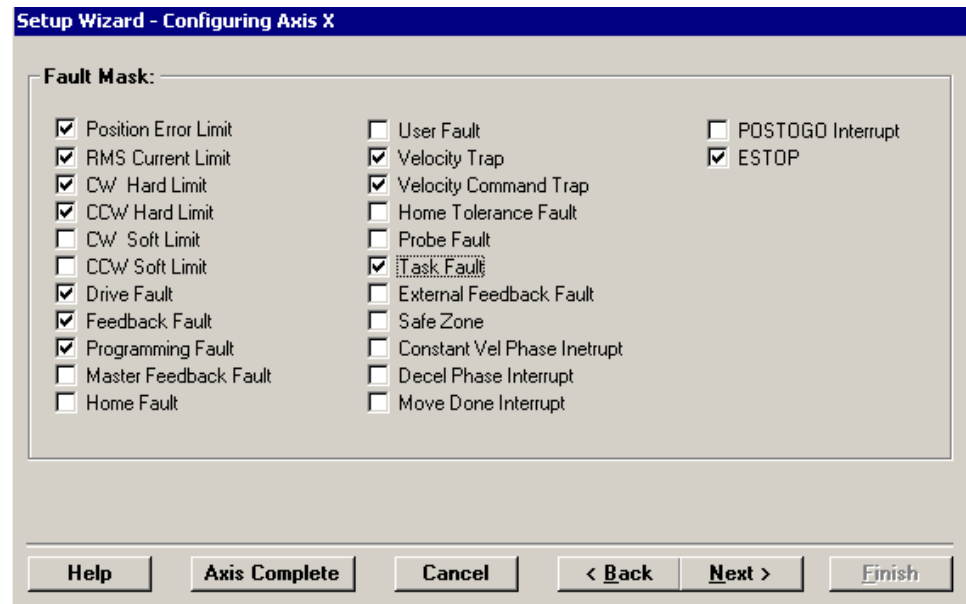 Setup Wizard - Configuring Axis X
Fault Mask:
Position Error Limit
RMS Current Limit
CW Hard Limit
CCW Hard Limit
CW Soft Limit
CCW Soft Limit
Drive Fault
Feedback Fault
Programming Fault
Master Feedback Fault
Home Fault
User Fault
Velocity Trap
Velocity Command Trap
Home Tolerance Fault
Probe Fault
Task Fault
External Feedback Fault
Safe Zone
Constant Vel Phase Inetrupt
Decel Phase Interrupt
Move Done Interrupt
POSTOGO Interrupt
ESTOP
Help
Axis Complete
Cancel
< Back
Next >
Finish